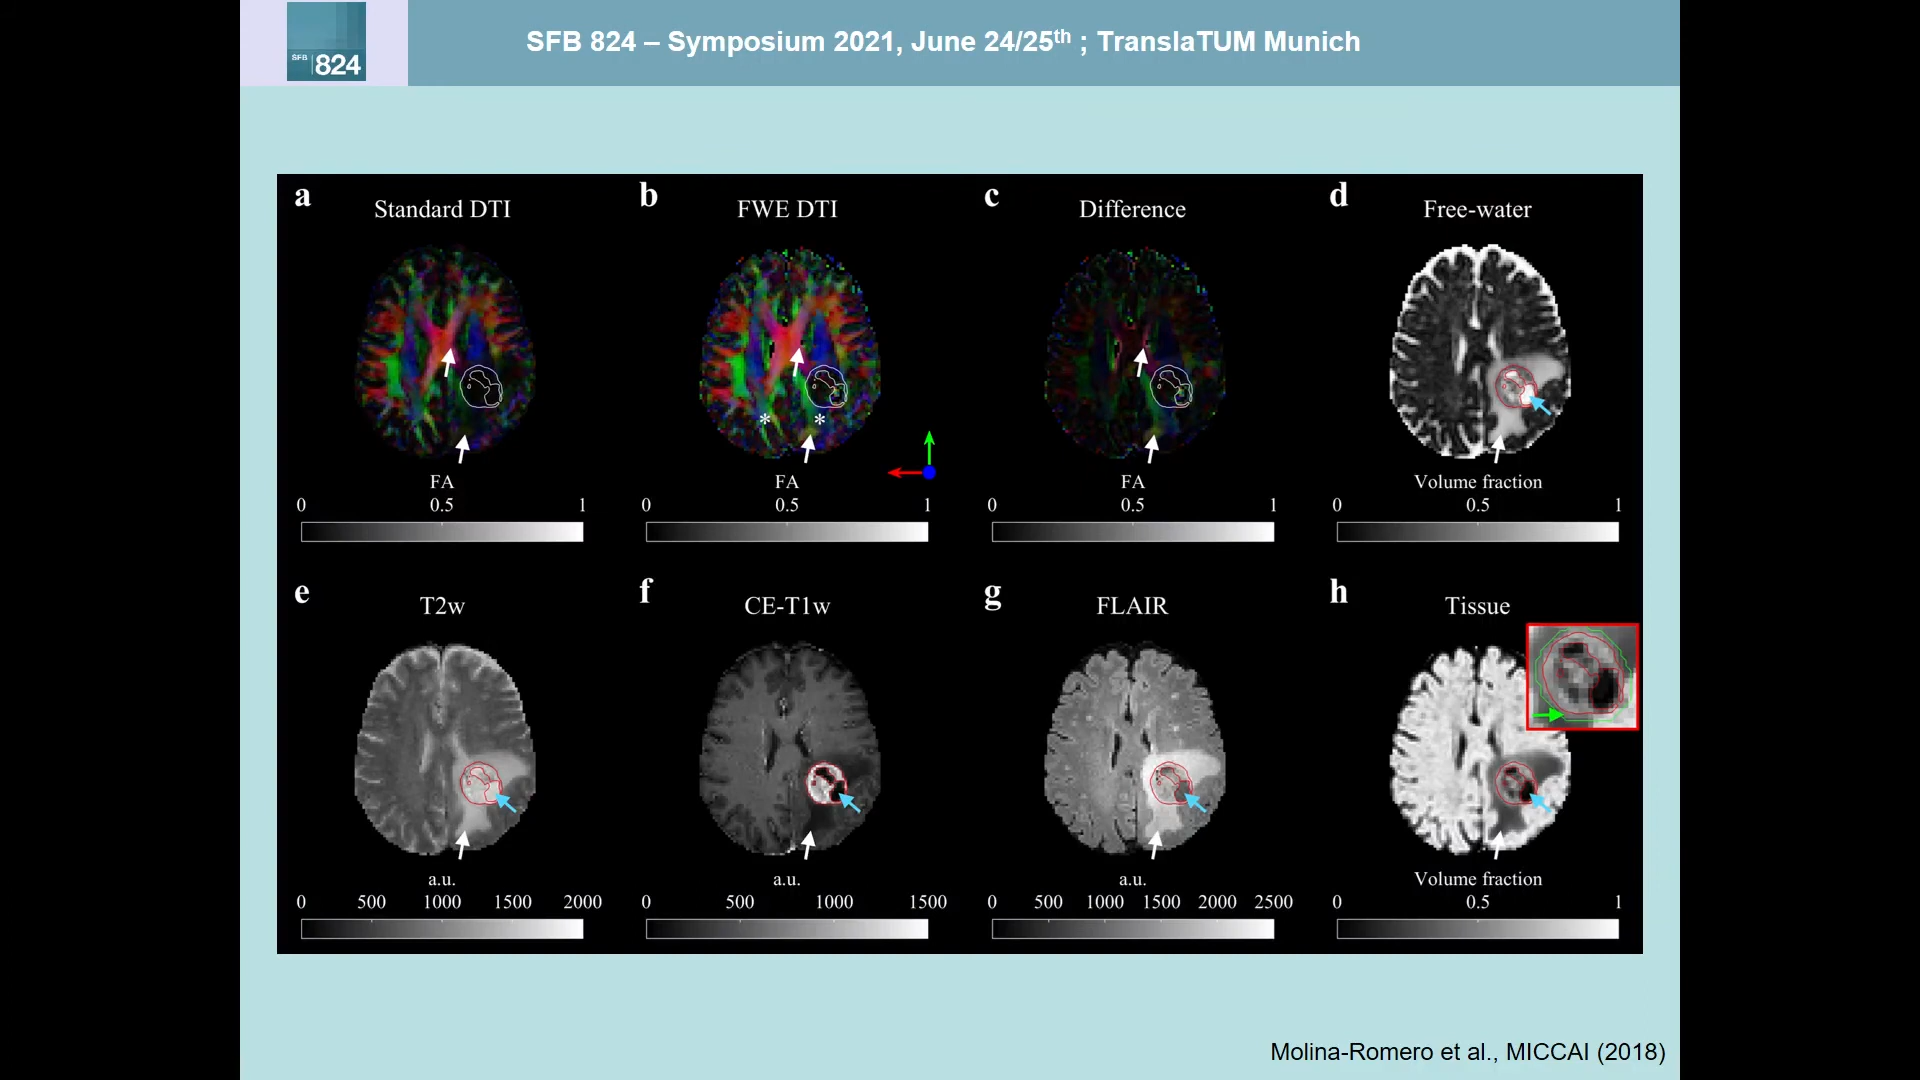 SFB 824
SFB 824 – Symposium 2021, June 24/25th ; TranslaTUM Munich
a
Standard DTI
FA
0 0.5 1
b
FWE DTI
* *
FA
0 0.5 1
c
Difference
FA
0 0.5 1
d
Free-water
Volume fraction
0 0.5 1
e
T2w
a.u.
0 500 1000 1500 2000
f
CE-T1w
a.u.
0 500 1000 1500
g
FLAIR
a.u.
0 500 1000 1500 2000 2500
h
Tissue
Volume fraction
0 0.5 1
Molina-Romero et al., MICCAI (2018)